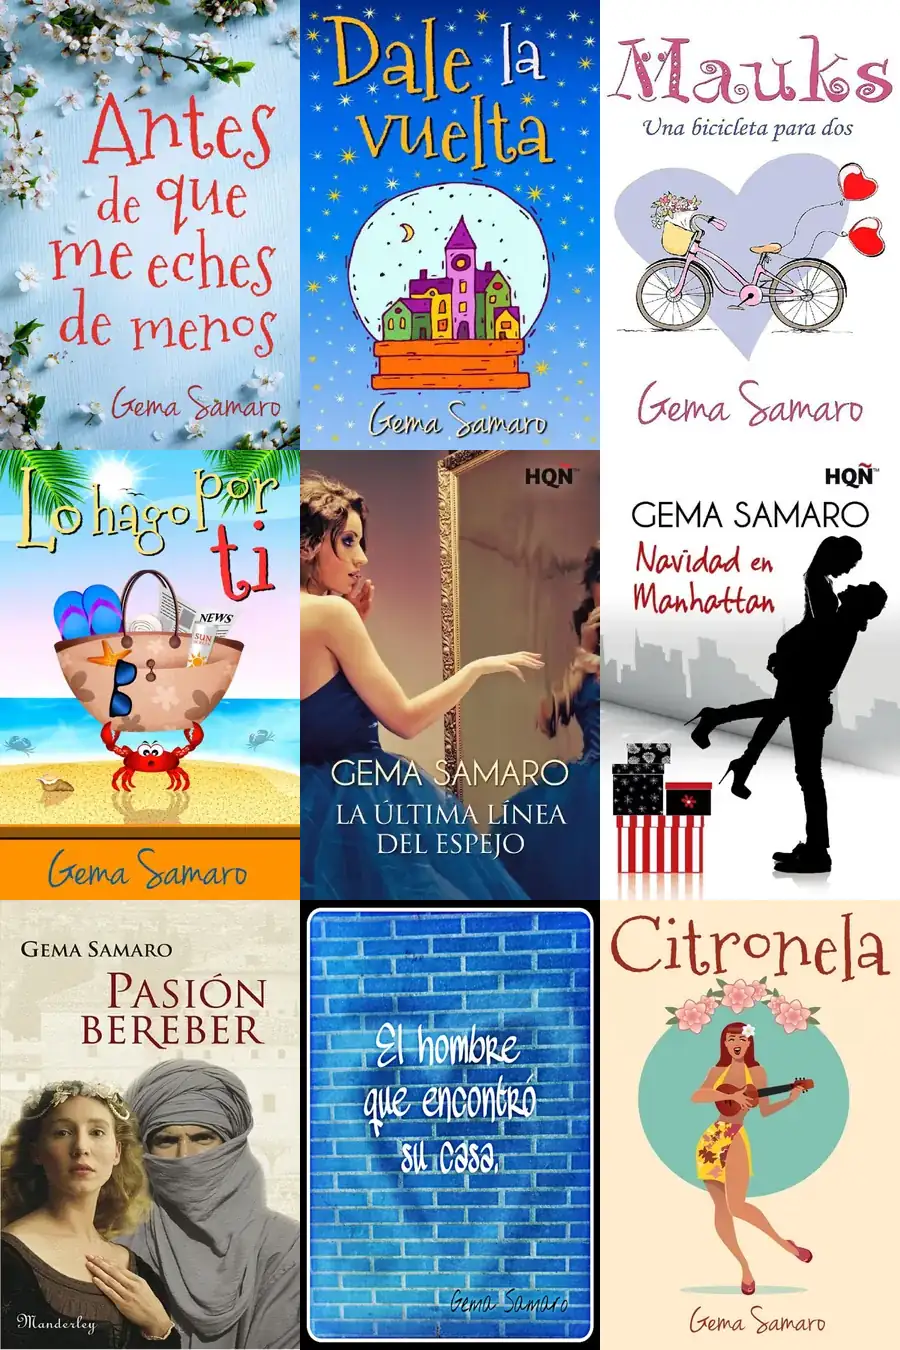 Antes
de que
me eches
de menos
Gema Samaro
Dale la
vuelta
Gema Samaro
Mauks
Una bicicleta para dos
Gema Samaro
Lo hago por
ti
NEWS
SUN
Gema Samaro
HQÑ™
GEMA SAMARO
LA ÚLTIMA LÍNEA
DEL ESPEJO
HQÑ™
GEMA SAMARO
Navidad en
Manhattan
GEMA SAMARO
PASIÓN
BEREBER
Manderley
El hombre
que encontró
su casa.
Gema Samaro
Citronela
Gema Samaro